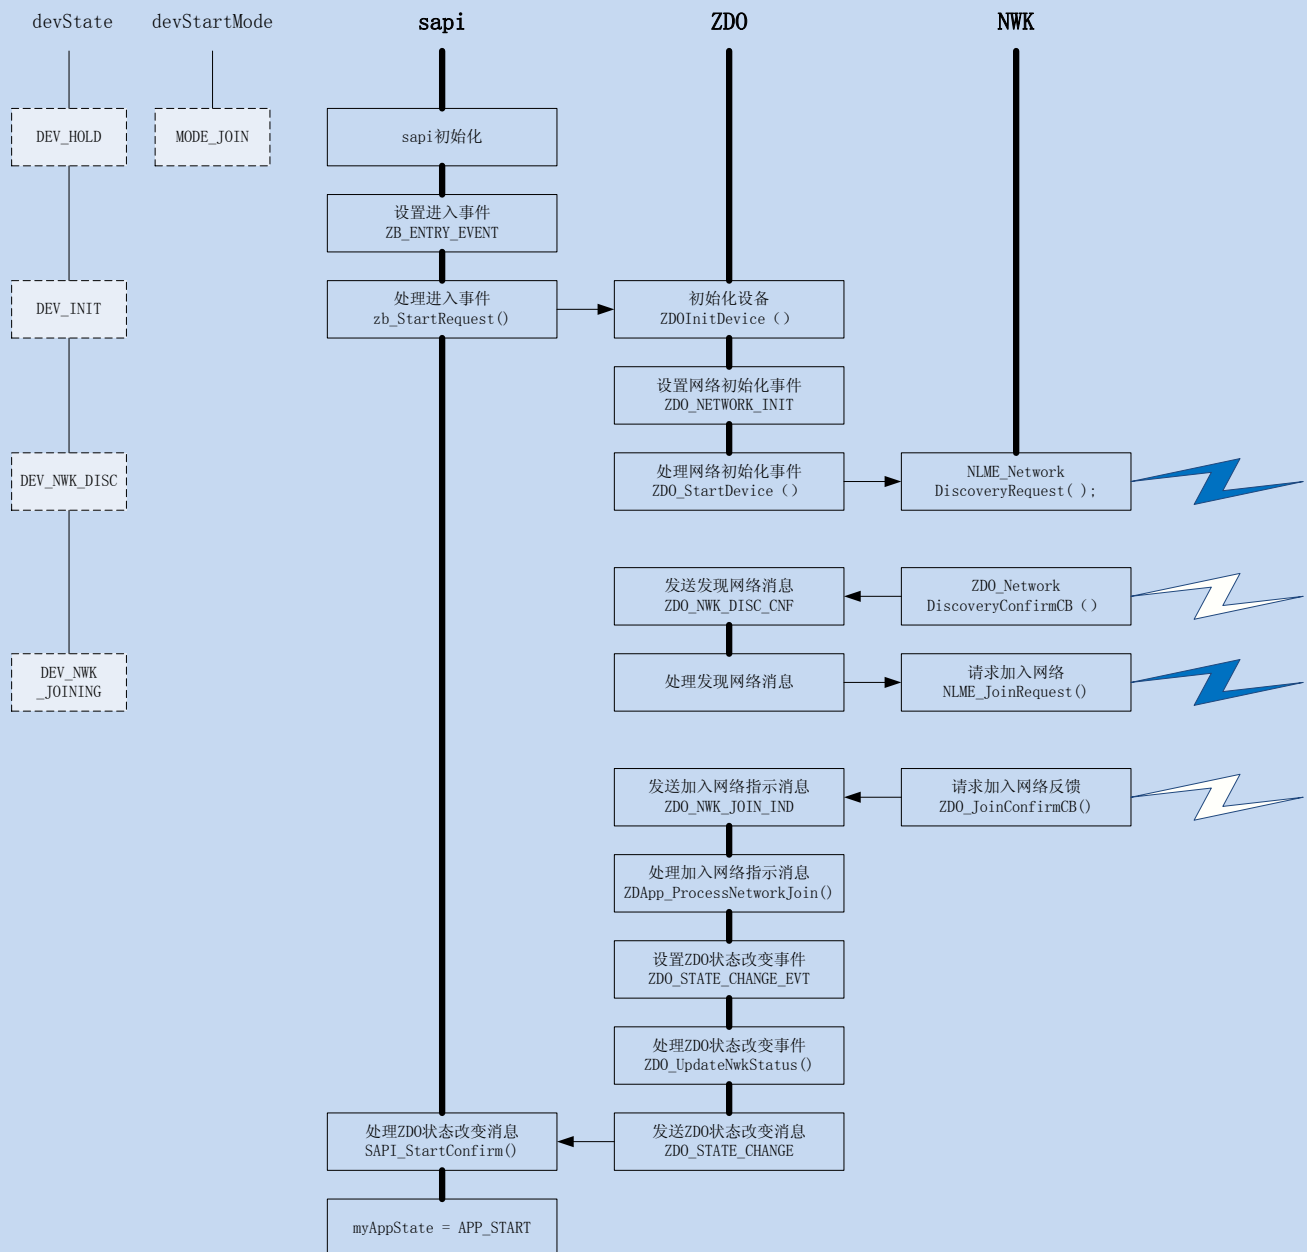 devState
devStartMode
sapi
ZDO
NWK
DEV_HOLD
MODE_JOIN
sapi初始化
设置进入事件
ZB_ENTRY_EVENT
DEV_INIT
处理进入事件
zb_StartRequest()
初始化设备
ZDOInitDevice（）
设置网络初始化事件
ZDO_NETWORK_INIT
DEV_NWK_DISC
处理网络初始化事件
ZDO_StartDevice（）
NLME_Network
DiscoveryRequest( );
发送发现网络消息
ZDO_NWK_DISC_CNF
ZDO_Network
DiscoveryConfirmCB（）
DEV_NWK
_JOINING
处理发现网络消息
请求加入网络
NLME_JoinRequest()
发送加入网络指示消息
ZDO_NWK_JOIN_IND
请求加入网络反馈
ZDO_JoinConfirmCB()
处理加入网络指示消息
ZDApp_ProcessNetworkJoin()
设置ZDO状态改变事件
ZDO_STATE_CHANGE_EVT
处理ZDO状态改变事件
ZDO_UpdateNwkStatus()
处理ZDO状态改变消息
SAPI_StartConfirm()
发送ZDO状态改变消息
ZDO_STATE_CHANGE
myAppState = APP_START